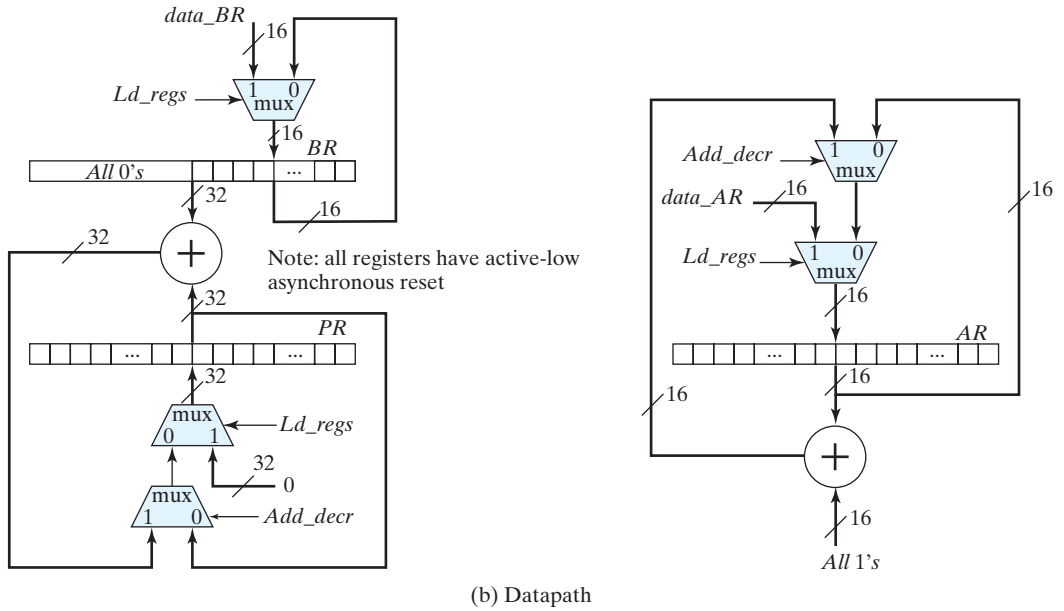 data_BR
16
1 0
mux
Ld_regs
16
BR
All 0's
...
32
16
32
+
Note: all registers have active-low
asynchronous reset
32
PR
...
...
32
mux
0 1
Ld_regs
32
0
mux
1 0
Add_decr
1 0
mux
Add_decr
16
data_AR
16
1 0
mux
Ld_regs
16
AR
...
...
16
16
+
16
All 1's
(b) Datapath